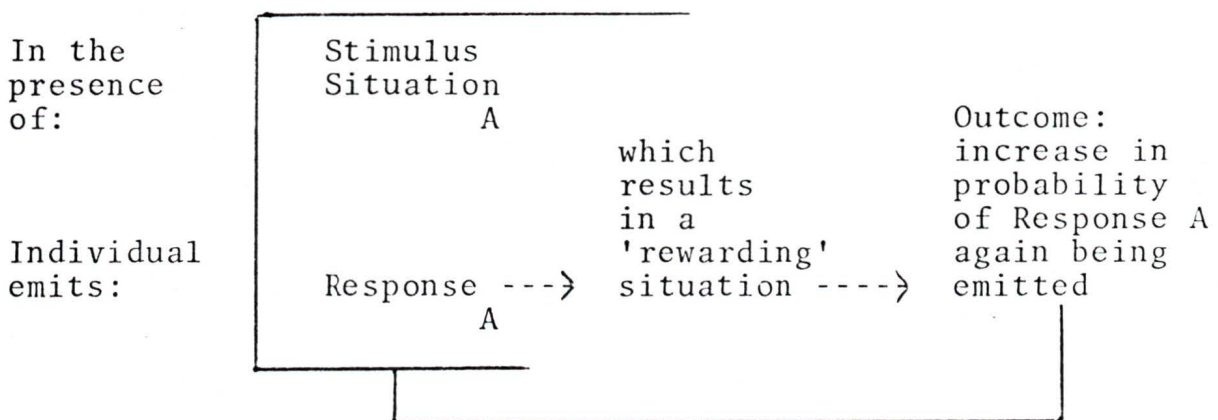 In the
presence
of:
Stimulus
Situation
A
Individual
emits:
Response --->
A
which
results
in a
'rewarding'
situation ---->
Outcome:
increase in
probability
of Response A
again being
emitted